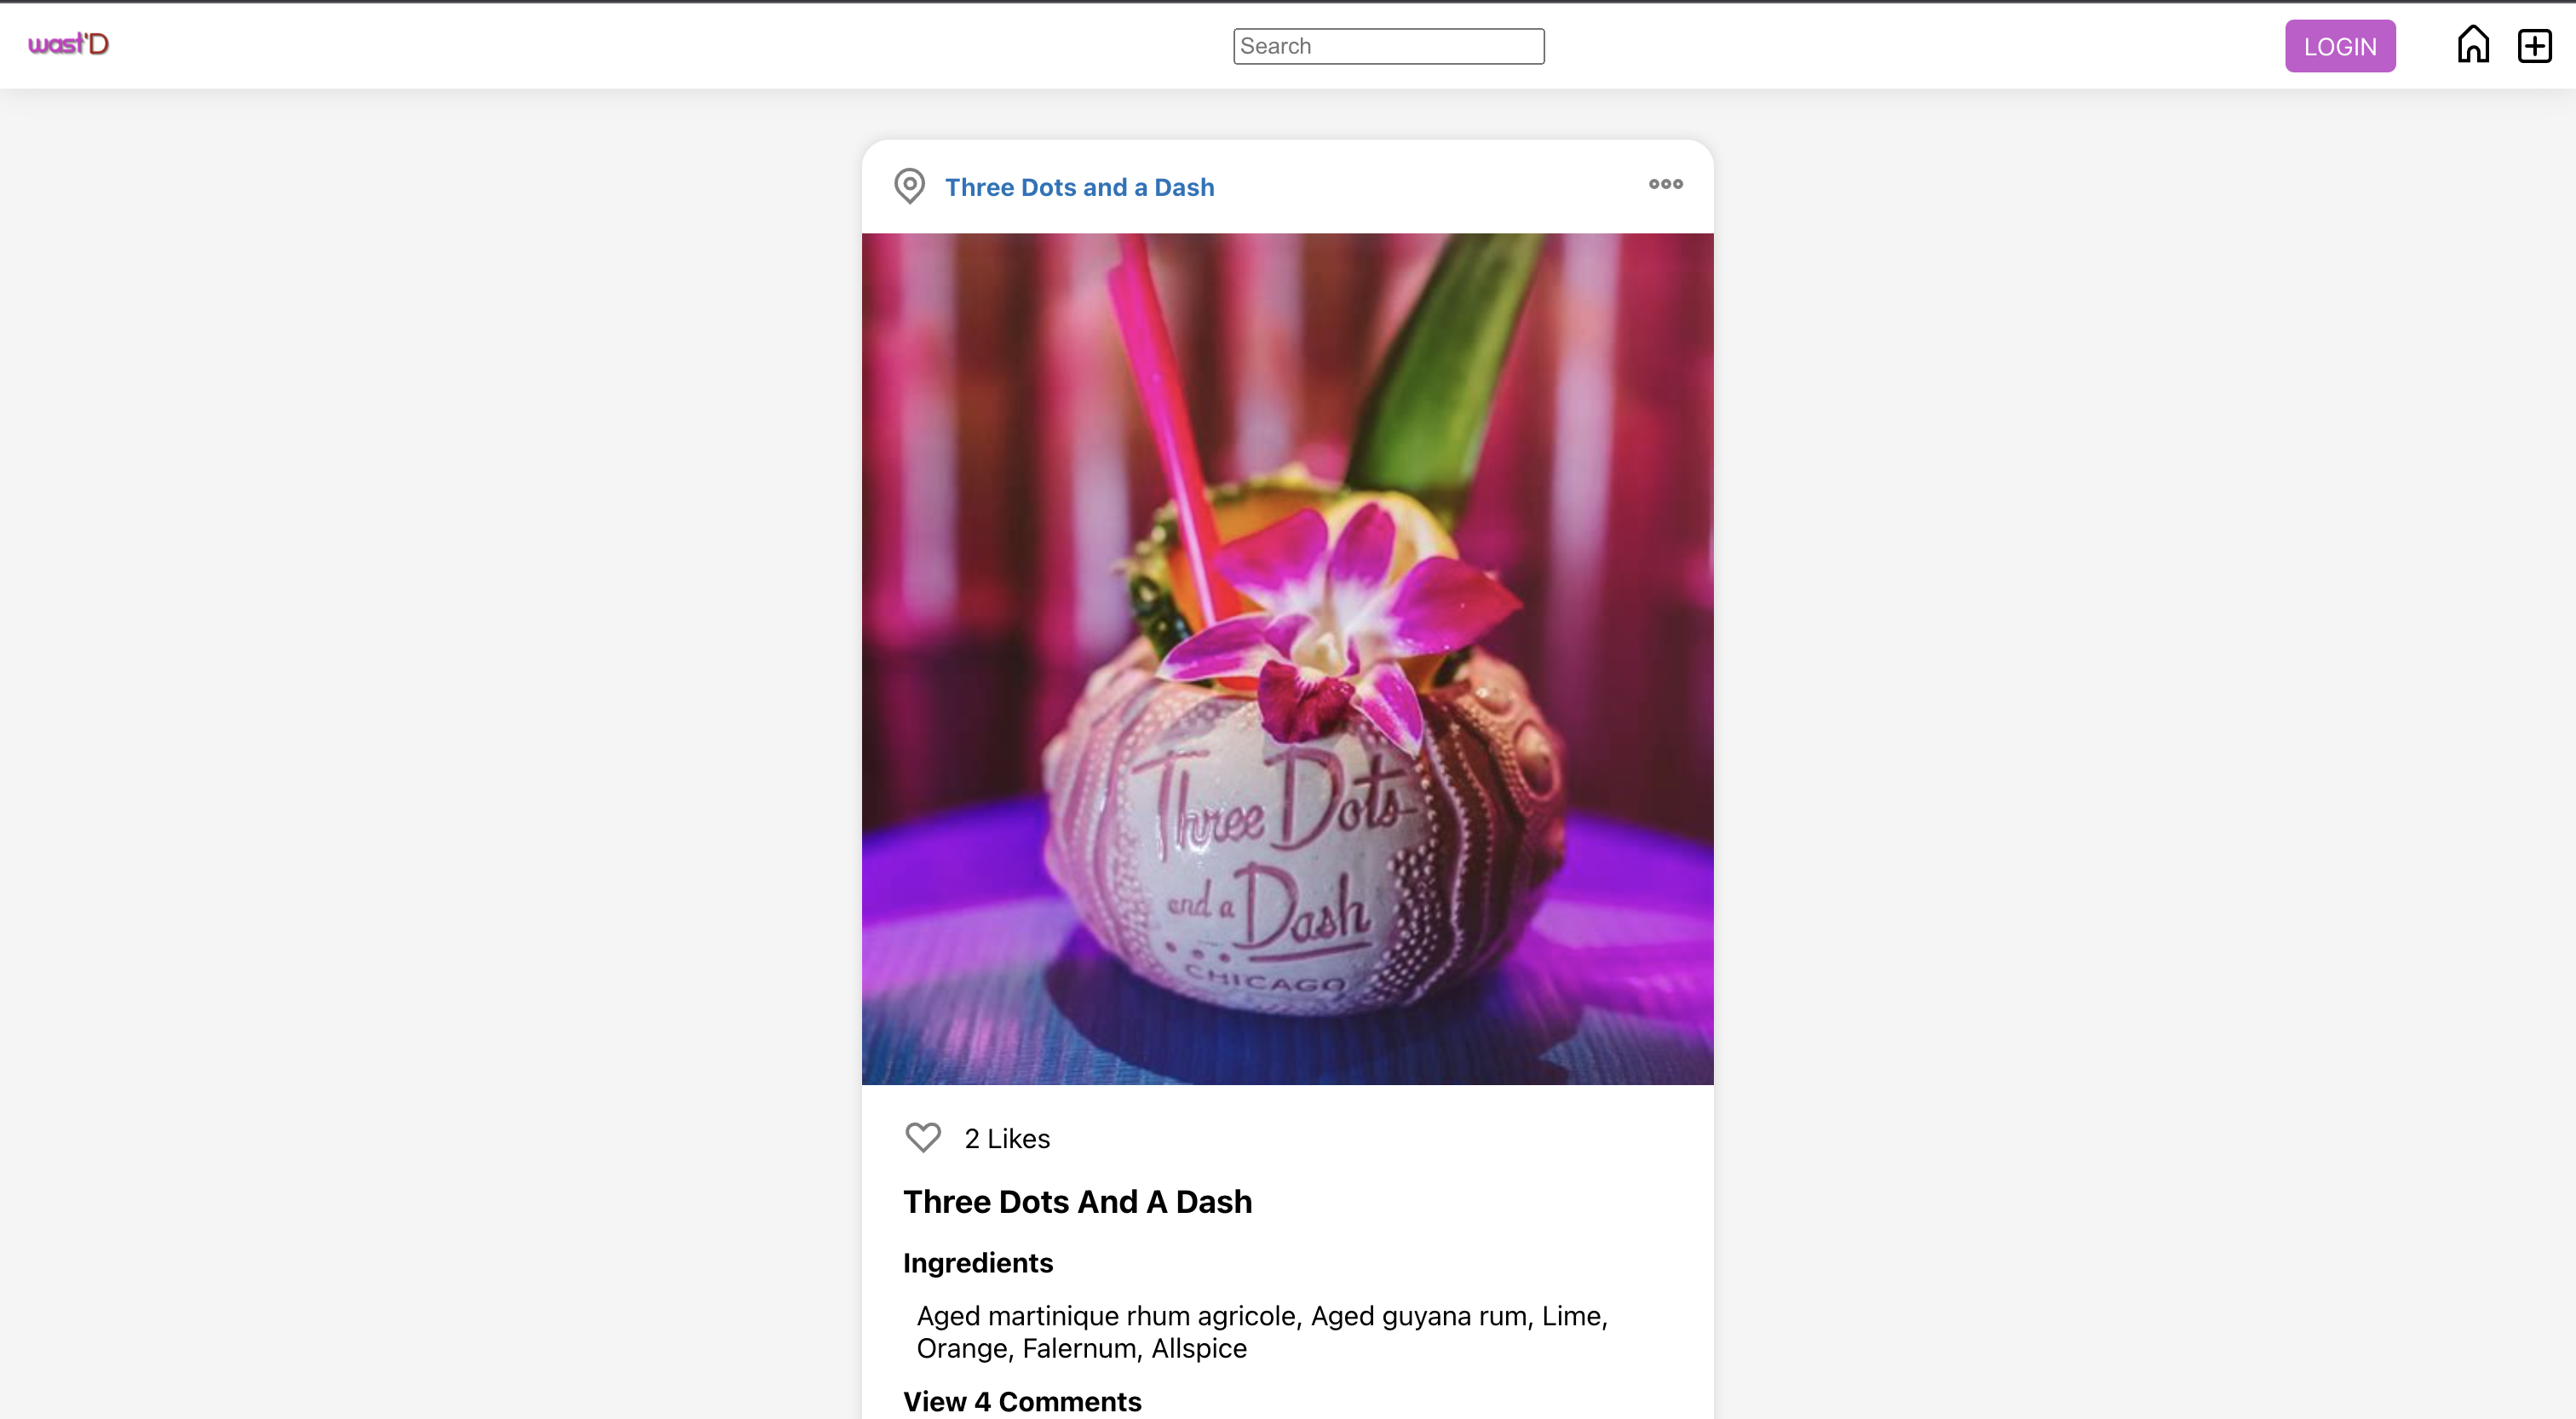 wast'D
Search
LOGIN
Three Dots and a Dash
Three Dots
and a Dash
CHICAGO
2 Likes
Three Dots And A Dash
Ingredients
Aged martinique rhum agricole, Aged guyana rum, Lime,
Orange, Falernum, Allspice
View 4 Comments